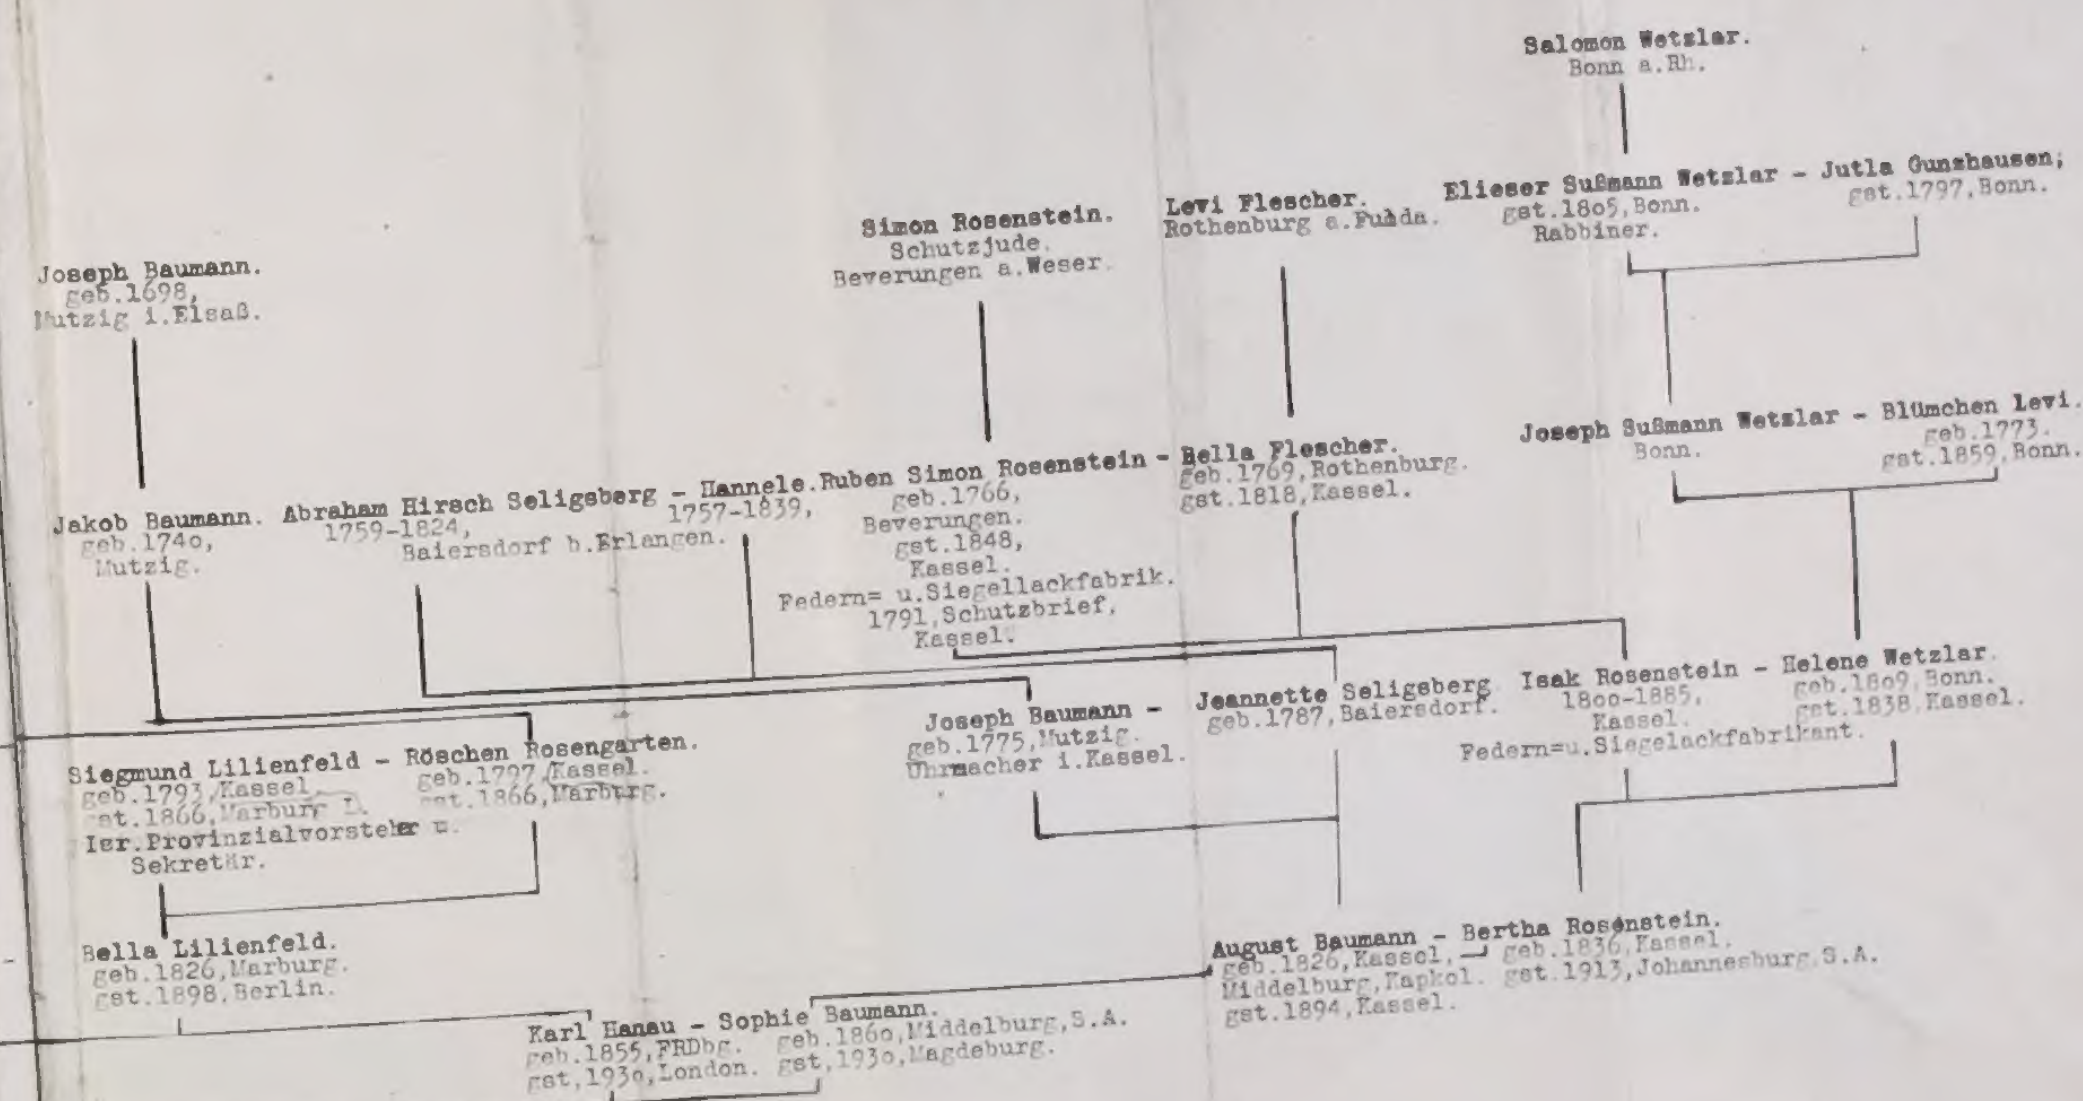 Salomon Wetzlar.
Bonn a.Rh.
Elieser Sußmann Wetzlar - Jutla Gunzhausen;
gst.1805,Bonn.
Rabbiner.
gst.1797,Bonn.
Levi Flescher.
Rothenburg a.Fulda.
Simon Rosenstein.
Schutzjude.
Beverungen a.Weser.
Joseph Baumann.
geb.1698,
Mutzig i.Elsaß.
Joseph Sußmann Wetzlar - Blümchen Levi.
Bonn.
geb.1773.
gst.1859,Bonn.
Ruben Simon Rosenstein - Bella Flescher.
geb.1766,
Beverungen.
gst.1848,
Kassel.
Federn= u.Siegellackfabrik.
1791,Schutzbrief,
Kassel.
geb.1769,Rothenburg.
gst.1818,Kassel.
Abraham Hirsch Seligsberg - Hannele.
1759-1824,
1757-1839,
Baiersdorf b.Erlangen.
Jakob Baumann.
geb.174o,
Mutzig.
Isak Rosenstein - Helene Wetzlar.
18oo-1885,
Kassel.
Federn=u.Siegelackfabrikant.
geb.18o9,Bonn.
gst.1838,Kassel.
Joseph Baumann - Jeannette Seligsberg
geb.1775,Mutzig.
Uhrmacher i.Kassel.
geb.1787,Baiersdorf.
Siegmund Lilienfeld - Röschen Rosengarten.
geb.1793,Kassel
gst.1866,Marburg
Isr.Provinzialvorsteher u.
Sekretär.
geb.1797,Kassel.
gst.1866,Marburg.
August Baumann - Bertha Rosenstein.
geb.1826,Kassel,
Middelburg,Kapkol.
gst.1894,Kassel.
geb.1836,Kassel.
gst.1913,Johannesburg,S.A.
Bella Lilienfeld.
geb.1826,Marburg.
gst.1898,Berlin.
Karl Hanau - Sophie Baumann.
geb.1855,FRDbg.
gst,193o,London.
geb.186o,Middelburg,S.A.
gst,193o,Magdeburg.